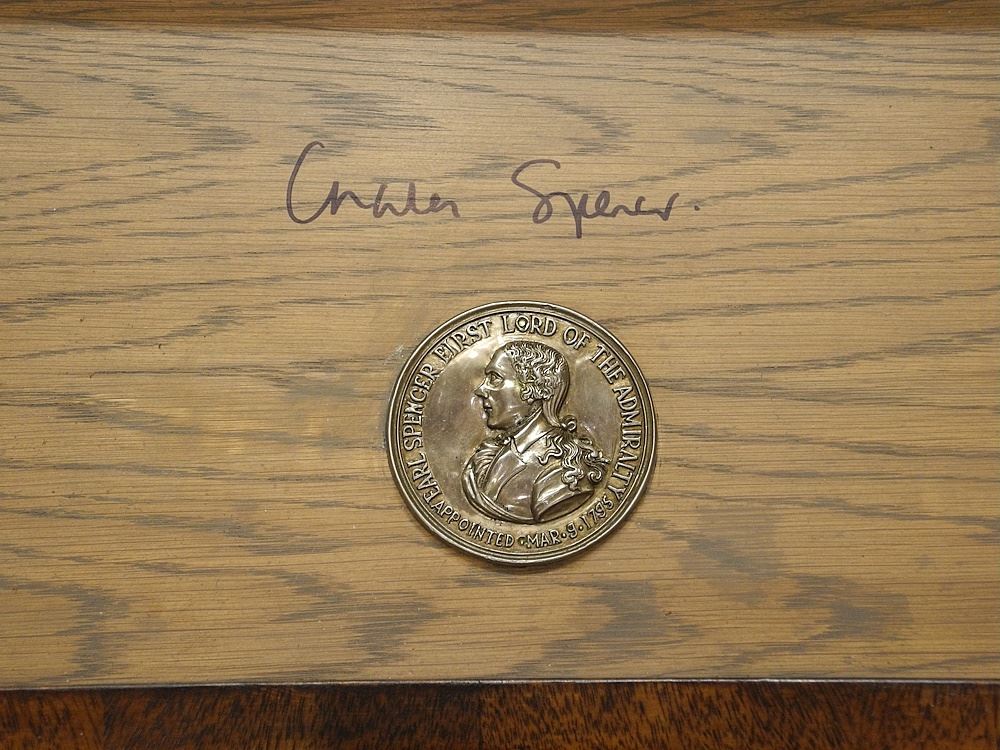 Charles Spencer.
EARL SPENCER FIRST LORD OF THE ADMIRALTY
APPOINTED • MAR • 9 • 1795